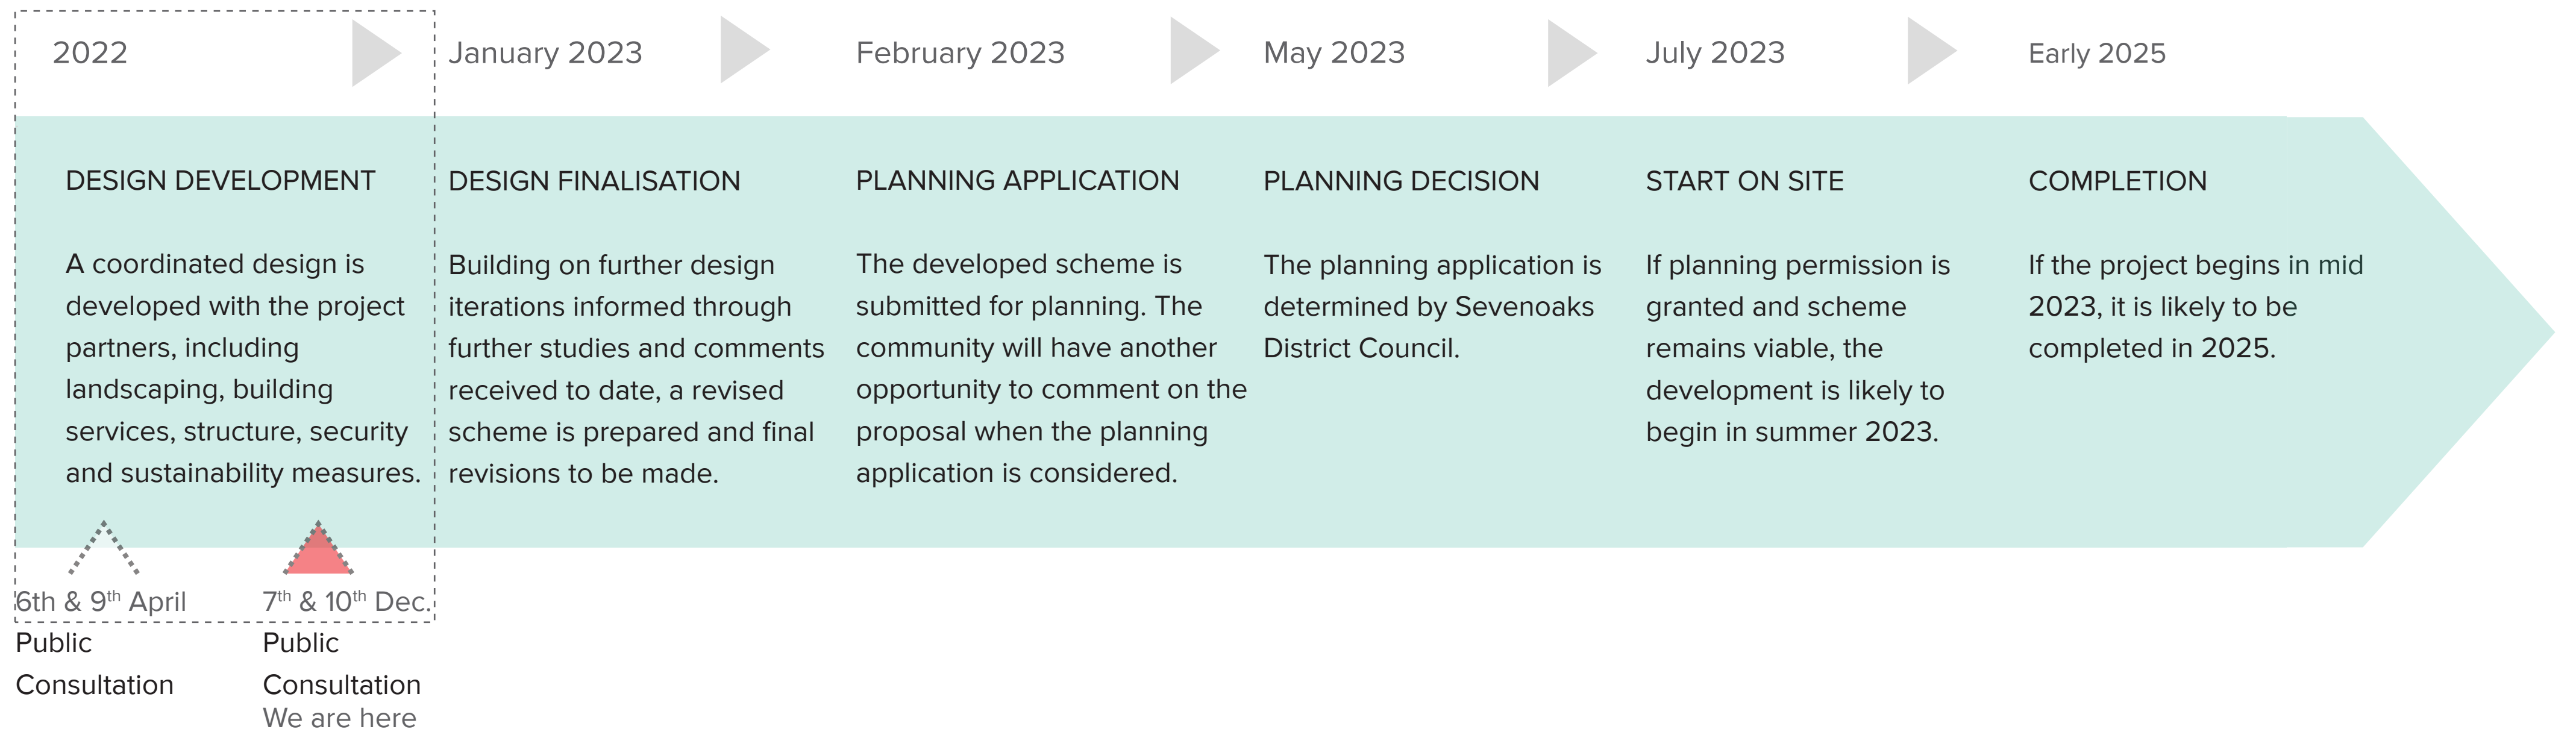 2022
January 2023
February 2023
May 2023
July 2023
Early 2025
DESIGN DEVELOPMENT
A coordinated design is
developed with the project
partners, including
landscaping, building
services, structure, security
and sustainability measures.
DESIGN FINALISATION
Building on further design
iterations informed through
further studies and comments
received to date, a revised
scheme is prepared and final
revisions to be made.
PLANNING APPLICATION
The developed scheme is
submitted for planning. The
community will have another
opportunity to comment on the
proposal when the planning
application is considered.
PLANNING DECISION
The planning application is
determined by Sevenoaks
District Council.
START ON SITE
If planning permission is
granted and scheme
remains viable, the
development is likely to
begin in summer 2023.
COMPLETION
If the project begins in mid
2023, it is likely to be
completed in 2025.
6th & 9th April
Public
Consultation
7th & 10th Dec.
Public
Consultation
We are here